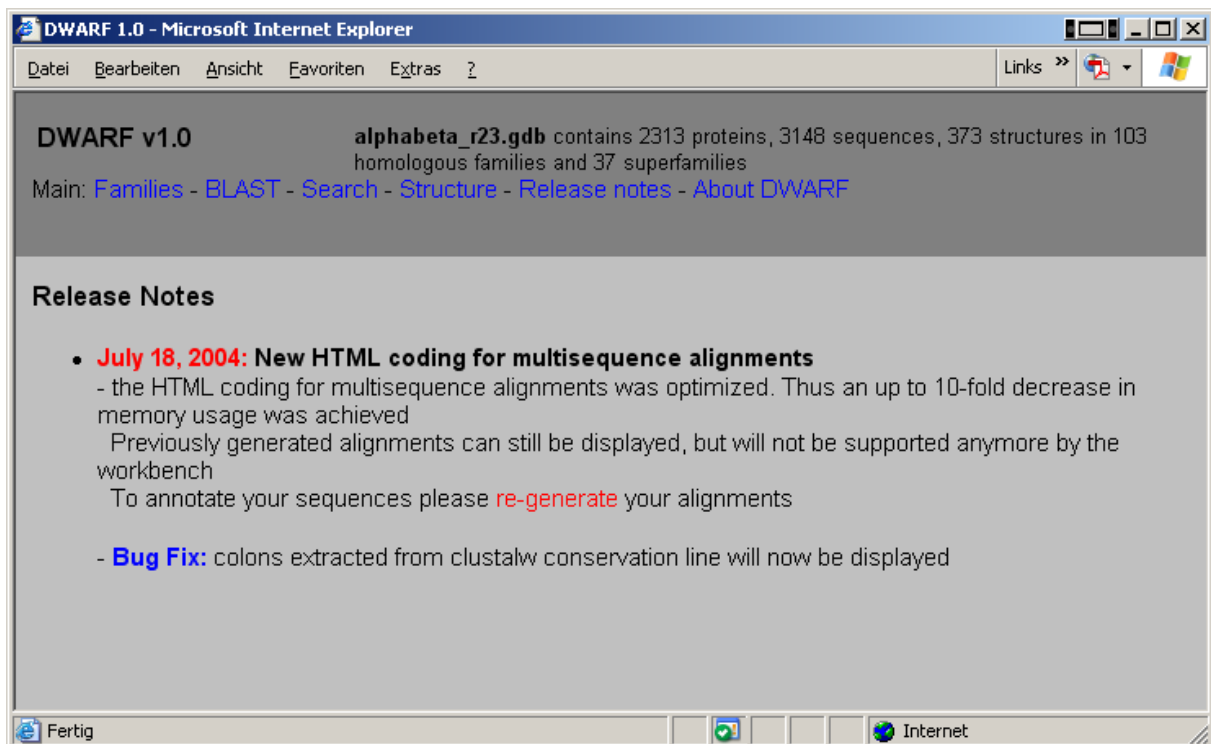 DWARF 1.0 - Microsoft Internet Explorer
Datei Bearbeiten Ansicht Favoriten Extras ?
Links »
DWARF v1.0
alphabeta_r23.gdb contains 2313 proteins, 3148 sequences, 373 structures in 103
homologous families and 37 superfamilies
Main: Families - BLAST - Search - Structure - Release notes - About DWARF
Release Notes
• July 18, 2004: New HTML coding for multisequence alignments
- the HTML coding for multisequence alignments was optimized. Thus an up to 10-fold decrease in
memory usage was achieved
Previously generated alignments can still be displayed, but will not be supported anymore by the
workbench
To annotate your sequences please re-generate your alignments
- Bug Fix: colons extracted from clustalw conservation line will now be displayed
Fertig
Internet